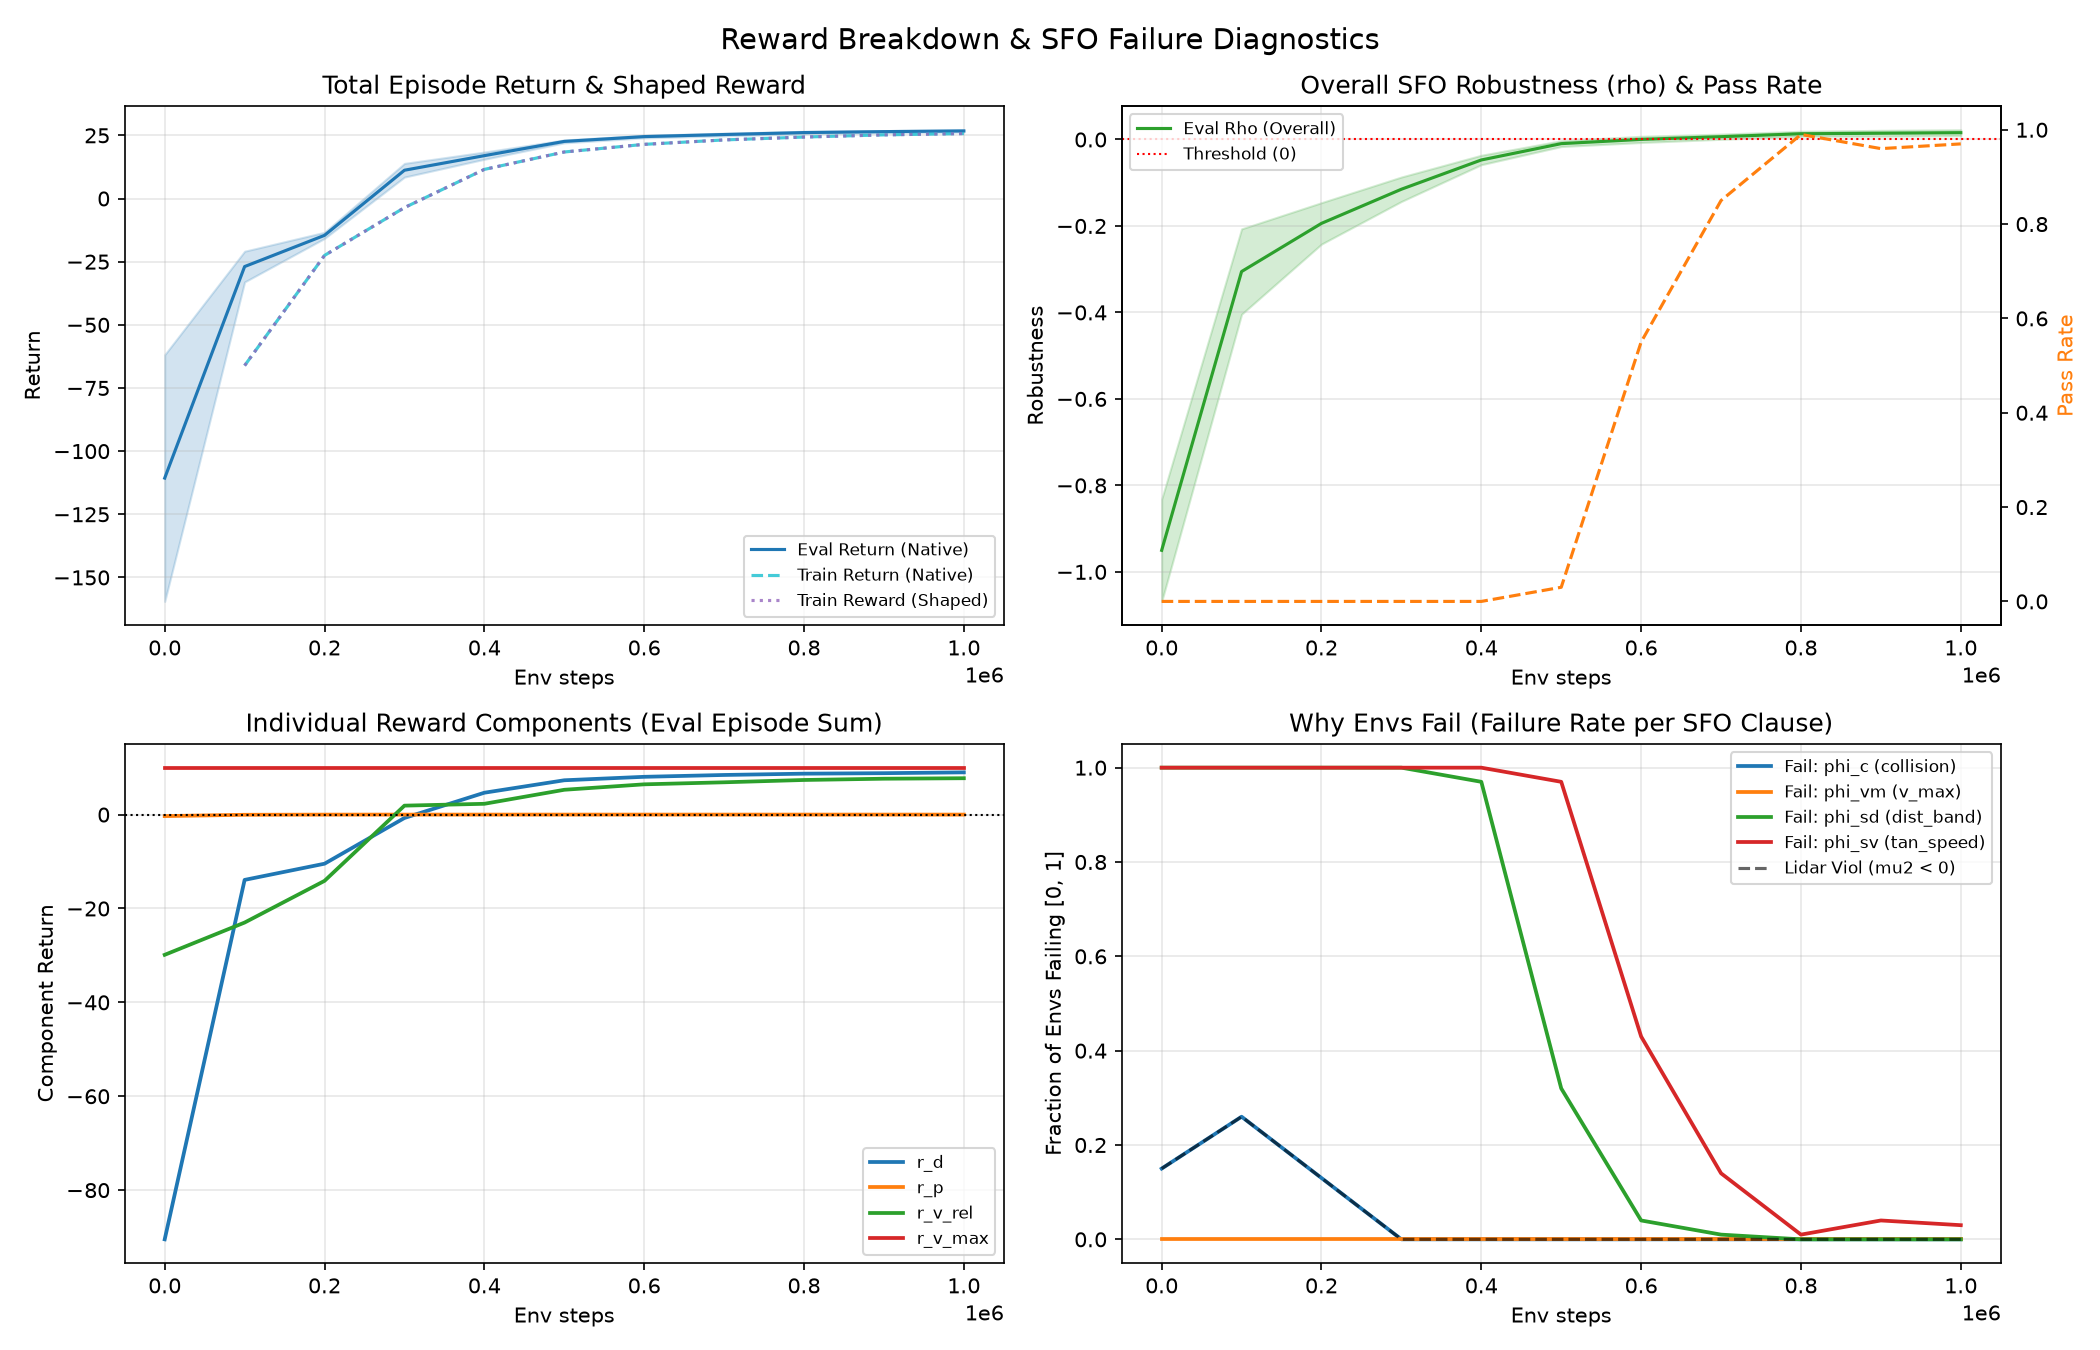 Reward Breakdown & SFO Failure Diagnostics
Total Episode Return & Shaped Reward
25
0
−25
−50
−75
−100
−125
−150
Return
Eval Return (Native)
Train Return (Native)
Train Reward (Shaped)
0.0 0.2 0.4 0.6 0.8 1.0
1e6
Env steps
Overall SFO Robustness (rho) & Pass Rate
Eval Rho (Overall)
Threshold (0)
0.0
−0.2
−0.4
−0.6
−0.8
−1.0
Robustness
1.0
0.8
0.6
0.4
0.2
0.0
Pass Rate
0.0 0.2 0.4 0.6 0.8 1.0
1e6
Env steps
Individual Reward Components (Eval Episode Sum)
0
−20
−40
−60
−80
Component Return
r_d
r_p
r_v_rel
r_v_max
0.0 0.2 0.4 0.6 0.8 1.0
1e6
Env steps
Why Envs Fail (Failure Rate per SFO Clause)
Fail: phi_c (collision)
Fail: phi_vm (v_max)
Fail: phi_sd (dist_band)
Fail: phi_sv (tan_speed)
Lidar Viol (mu2 < 0)
1.0
0.8
0.6
0.4
0.2
0.0
Fraction of Envs Failing [0, 1]
0.0 0.2 0.4 0.6 0.8 1.0
1e6
Env steps